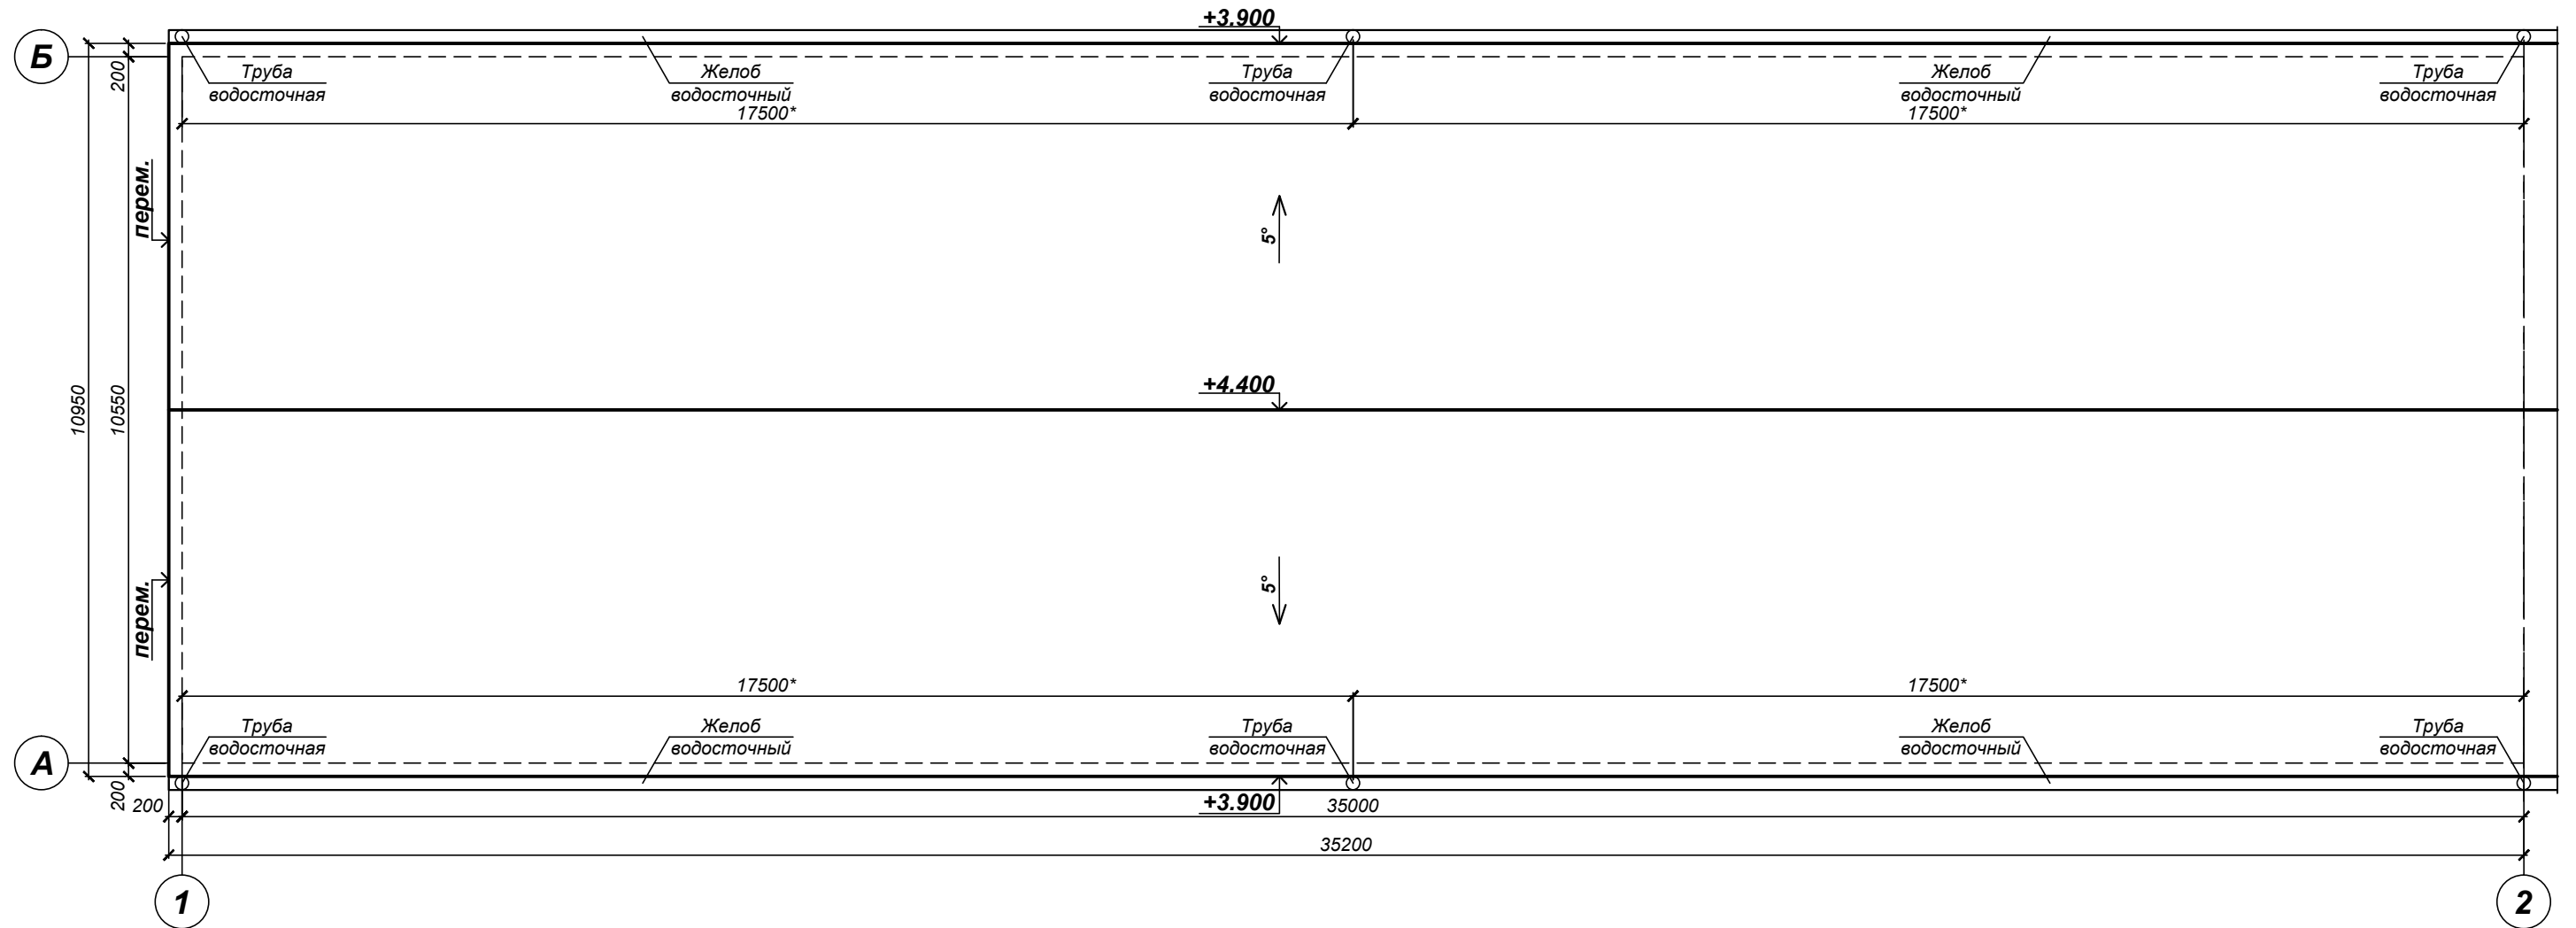 +3.900
Б
200
Труба
водосточная
Желоб
водосточный
Труба
водосточная
Желоб
водосточный
Труба
водосточная
17500*
17500*
перем.
5°
+4.400
10950
10550
5°
перем.
17500*
17500*
Труба
водосточная
Желоб
водосточный
Труба
водосточная
Желоб
водосточный
Труба
водосточная
А
200
200
+3.900
35000
35200
1
2